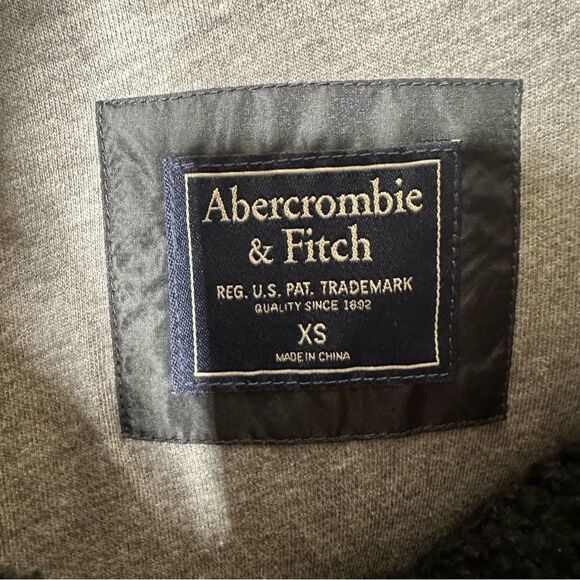 Abercrombie
& Fitch
REG. U.S. PAT. TRADEMARK
QUALITY SINCE 1892
XS
MADE IN CHINA